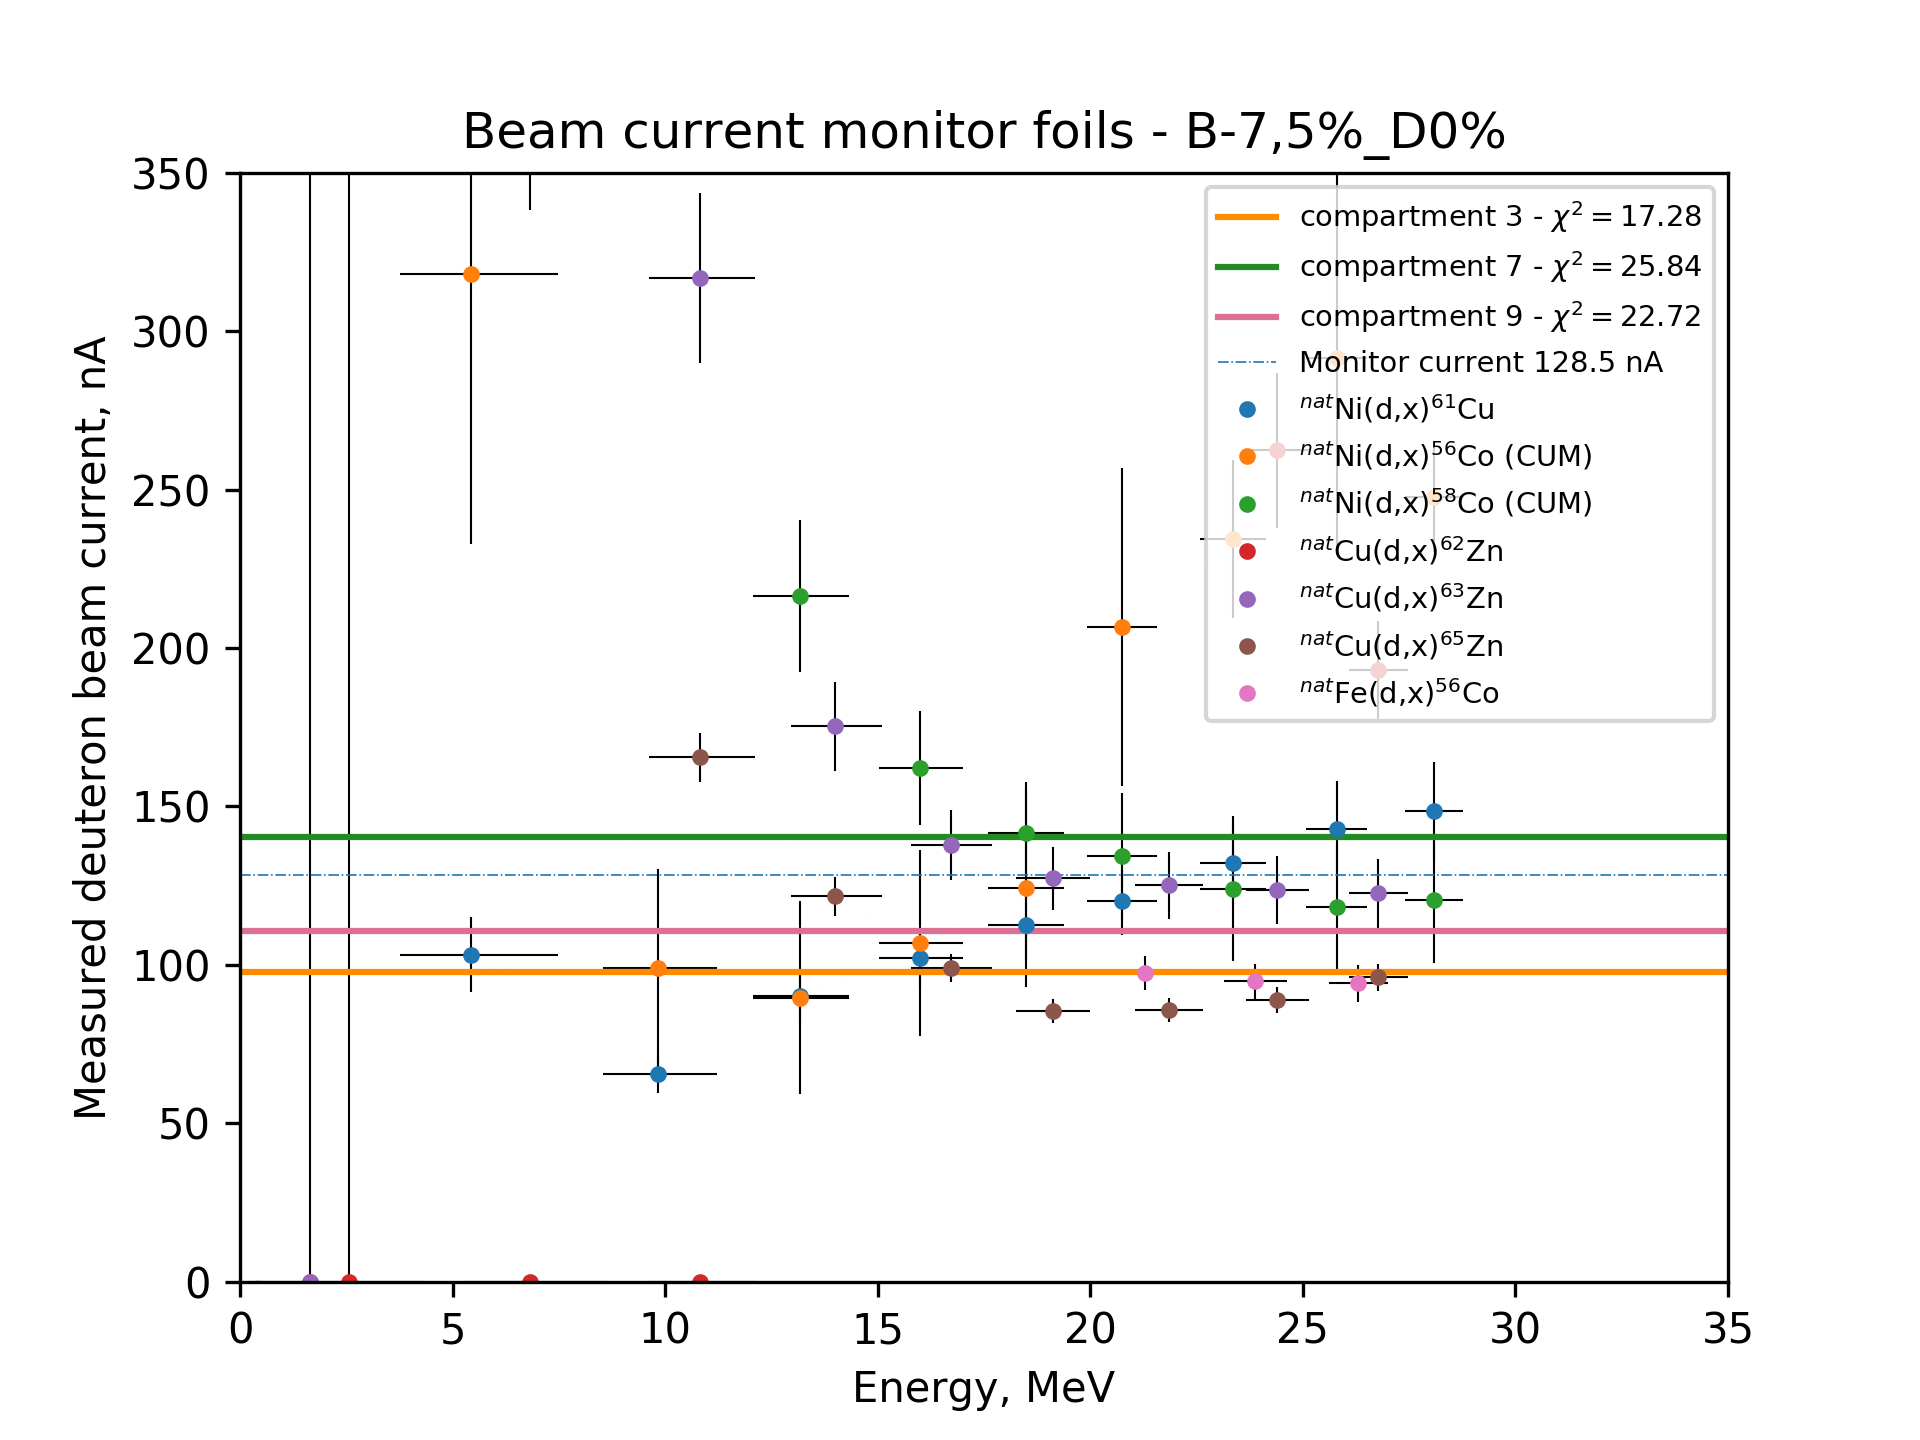 Beam current monitor foils - B-7,5%_D0%
Measured deuteron beam current, nA
350
300
250
200
150
100
50
0
0 5 10 15 20 25 30 35
Energy, MeV
compartment 3 - χ² = 17.28
compartment 7 - χ² = 25.84
compartment 9 - χ² = 22.72
Monitor current 128.5 nA
ⁿᵃᵗNi(d,x)⁶¹Cu
ⁿᵃᵗNi(d,x)⁵⁶Co (CUM)
ⁿᵃᵗNi(d,x)⁵⁸Co (CUM)
ⁿᵃᵗCu(d,x)⁶²Zn
ⁿᵃᵗCu(d,x)⁶³Zn
ⁿᵃᵗCu(d,x)⁶⁵Zn
ⁿᵃᵗFe(d,x)⁵⁶Co